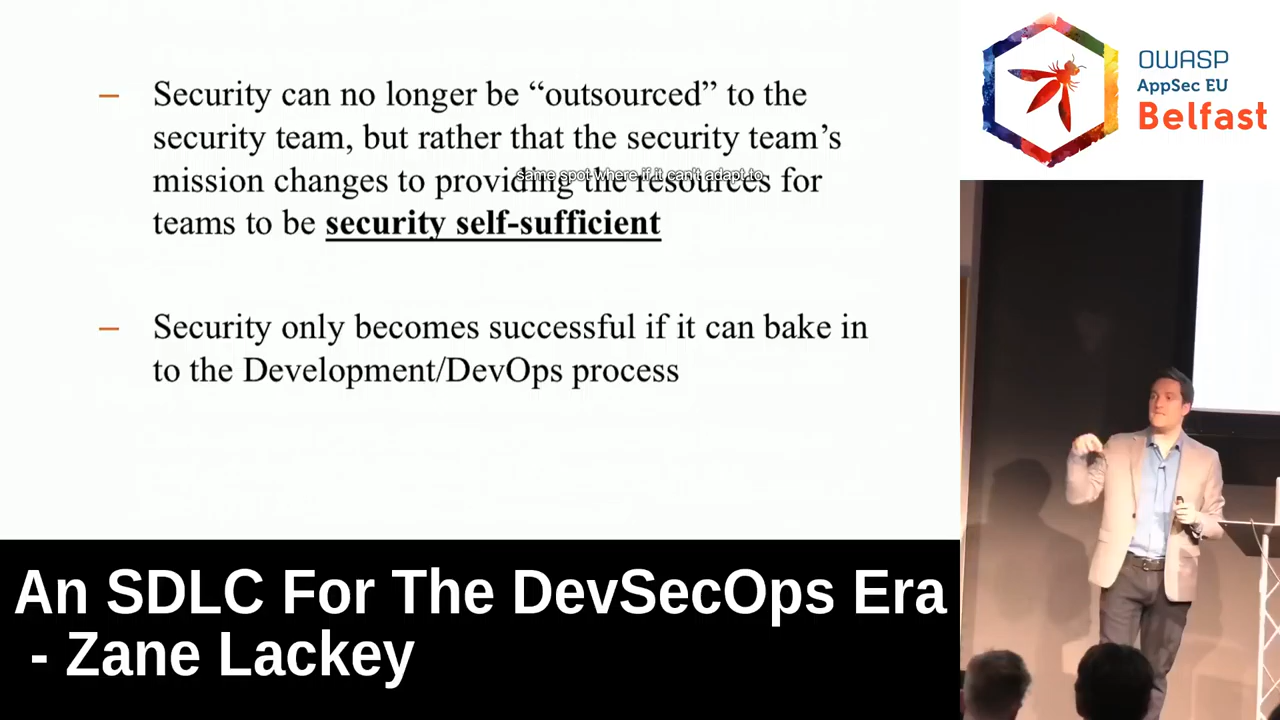 – Security can no longer be “outsourced” to the
security team, but rather that the security team’s
mission changes to providing the resources for
teams to be security self-sufficient
same spot where if it can't adapt to
– Security only becomes successful if it can bake in
to the Development/DevOps process
OWASP
AppSec EU
Belfast
An SDLC For The DevSecOps Era
- Zane Lackey